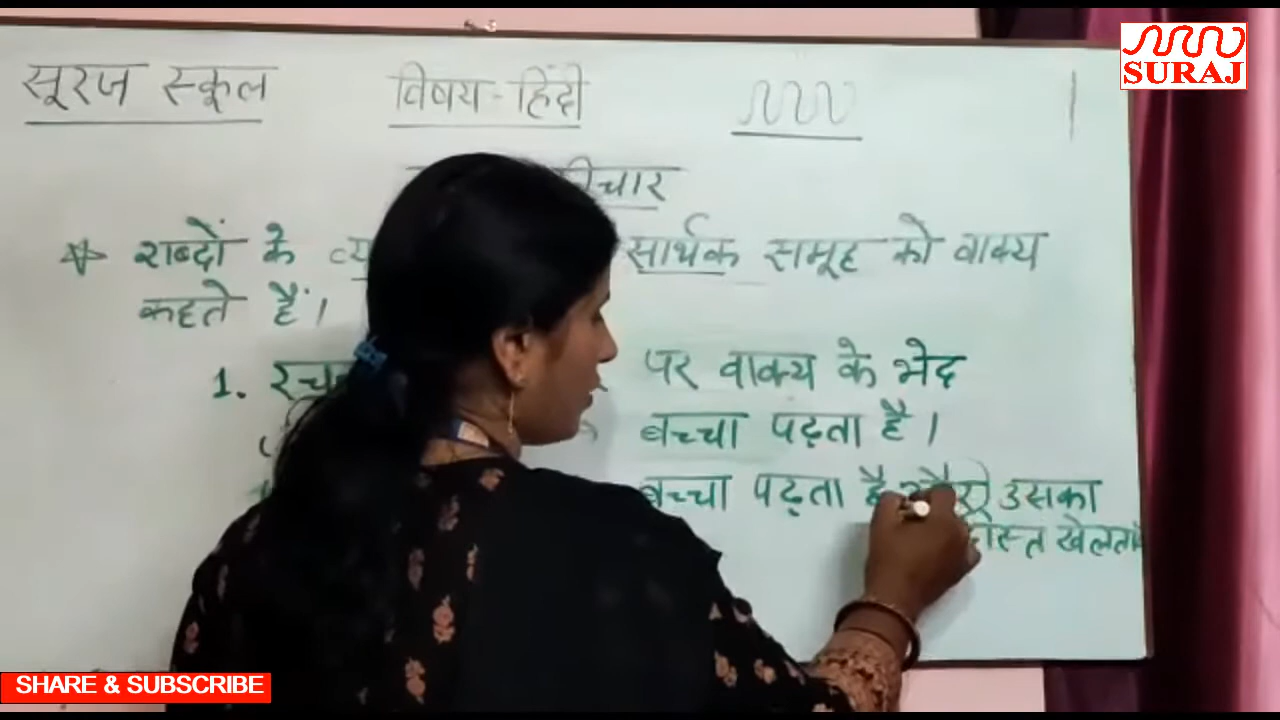 सूरज स्कूल विषय-हिंदी
SURAJ
शब्दों के सार्थक समूह को वाक्य
कहते हैं।
1. पर वाक्य के भेद
बच्चा पढ़ता है।
बच्चा पढ़ता है उसका
दोस्त खेलता
SHARE & SUBSCRIBE